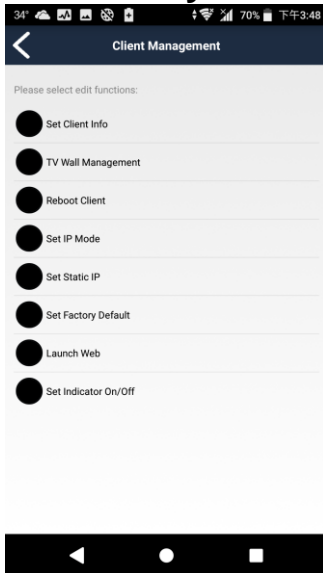 34° 70% 下午3:48
Client Management
Please select edit functions:
Set Client Info
TV Wall Management
Reboot Client
Set IP Mode
Set Static IP
Set Factory Default
Launch Web
Set Indicator On/Off